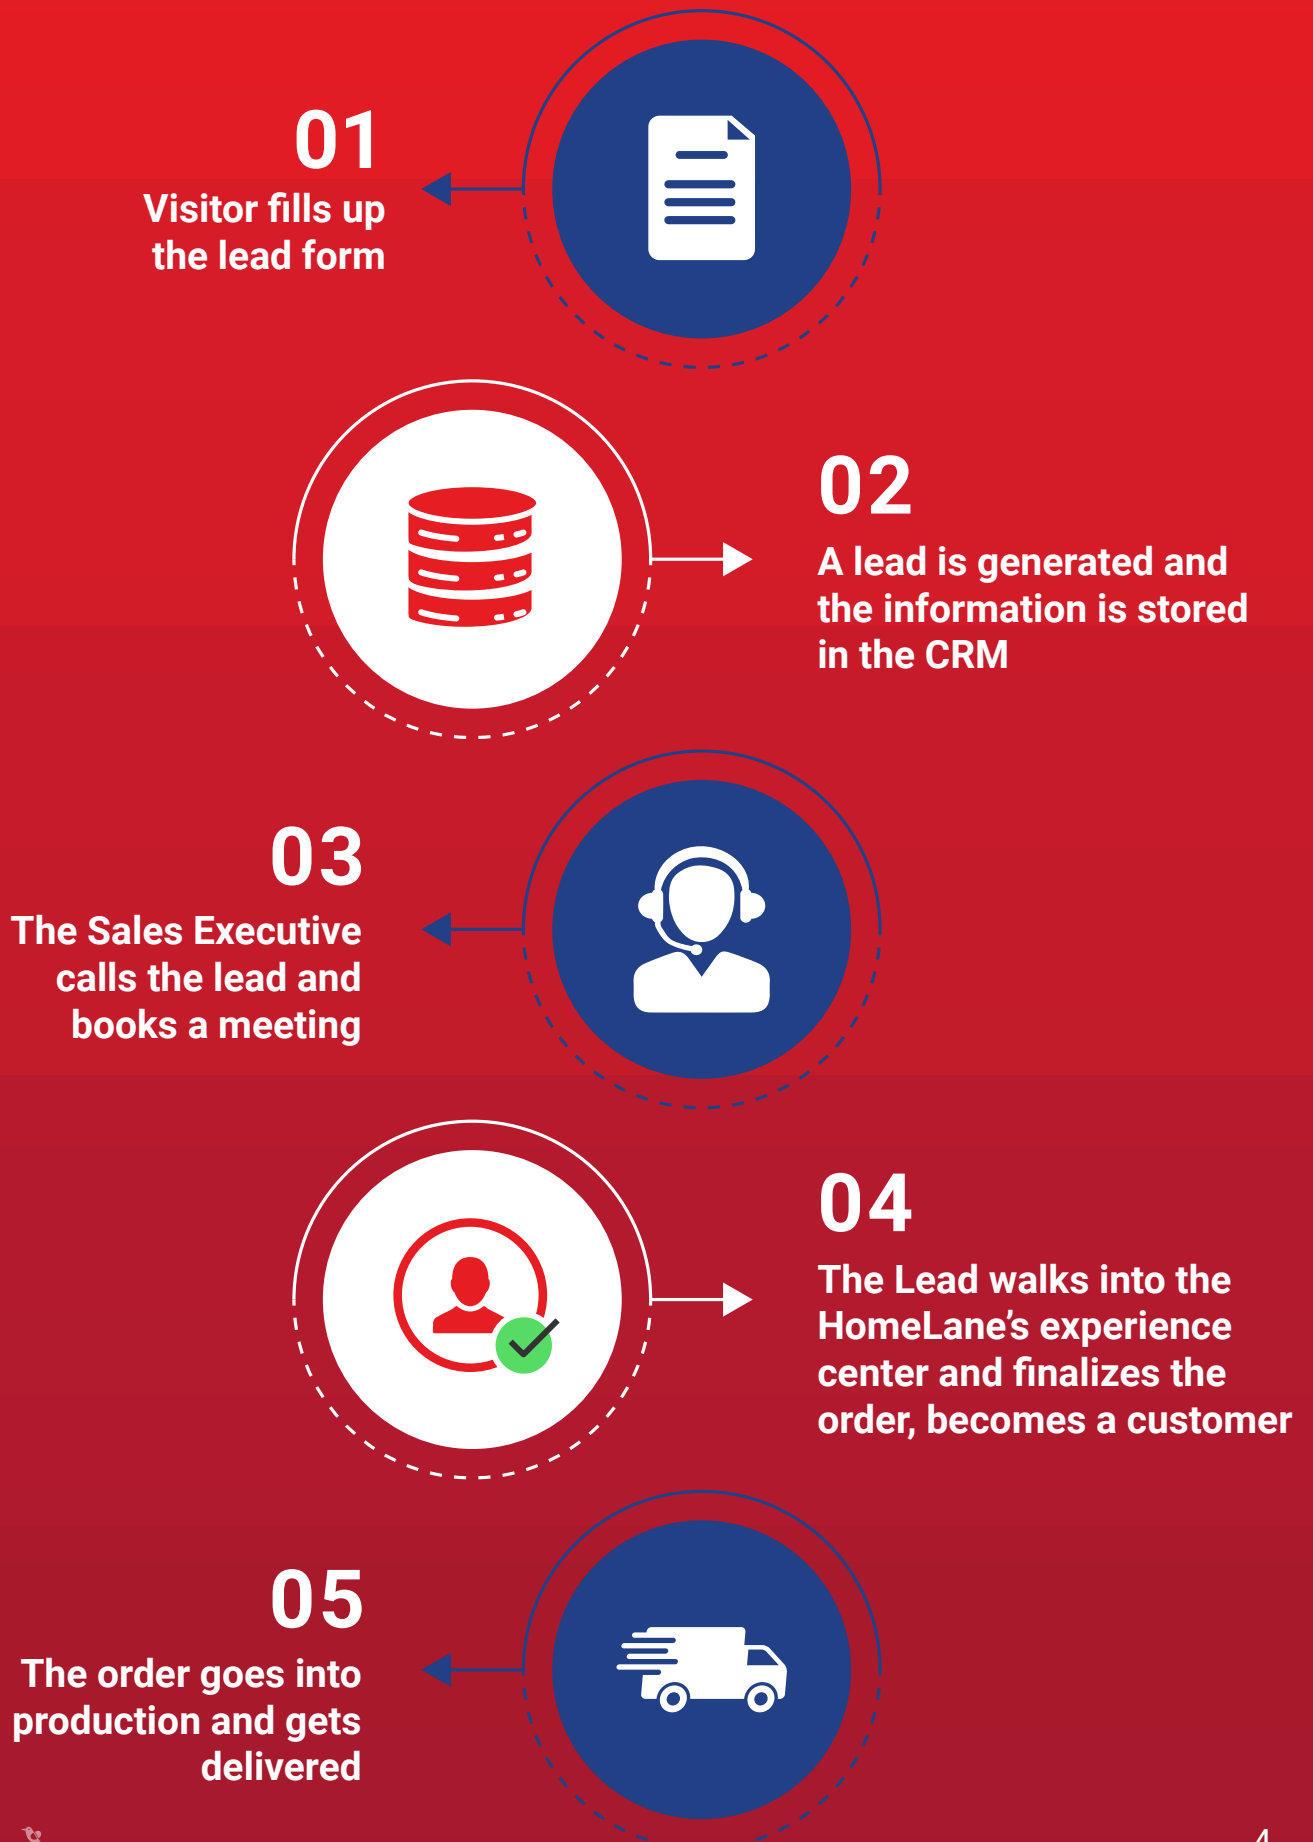 01
Visitor fills up
the lead form
02
A lead is generated and
the information is stored
in the CRM
03
The Sales Executive
calls the lead and
books a meeting
04
The Lead walks into the
HomeLane’s experience
center and finalizes the
order, becomes a customer
05
The order goes into
production and gets
delivered
4